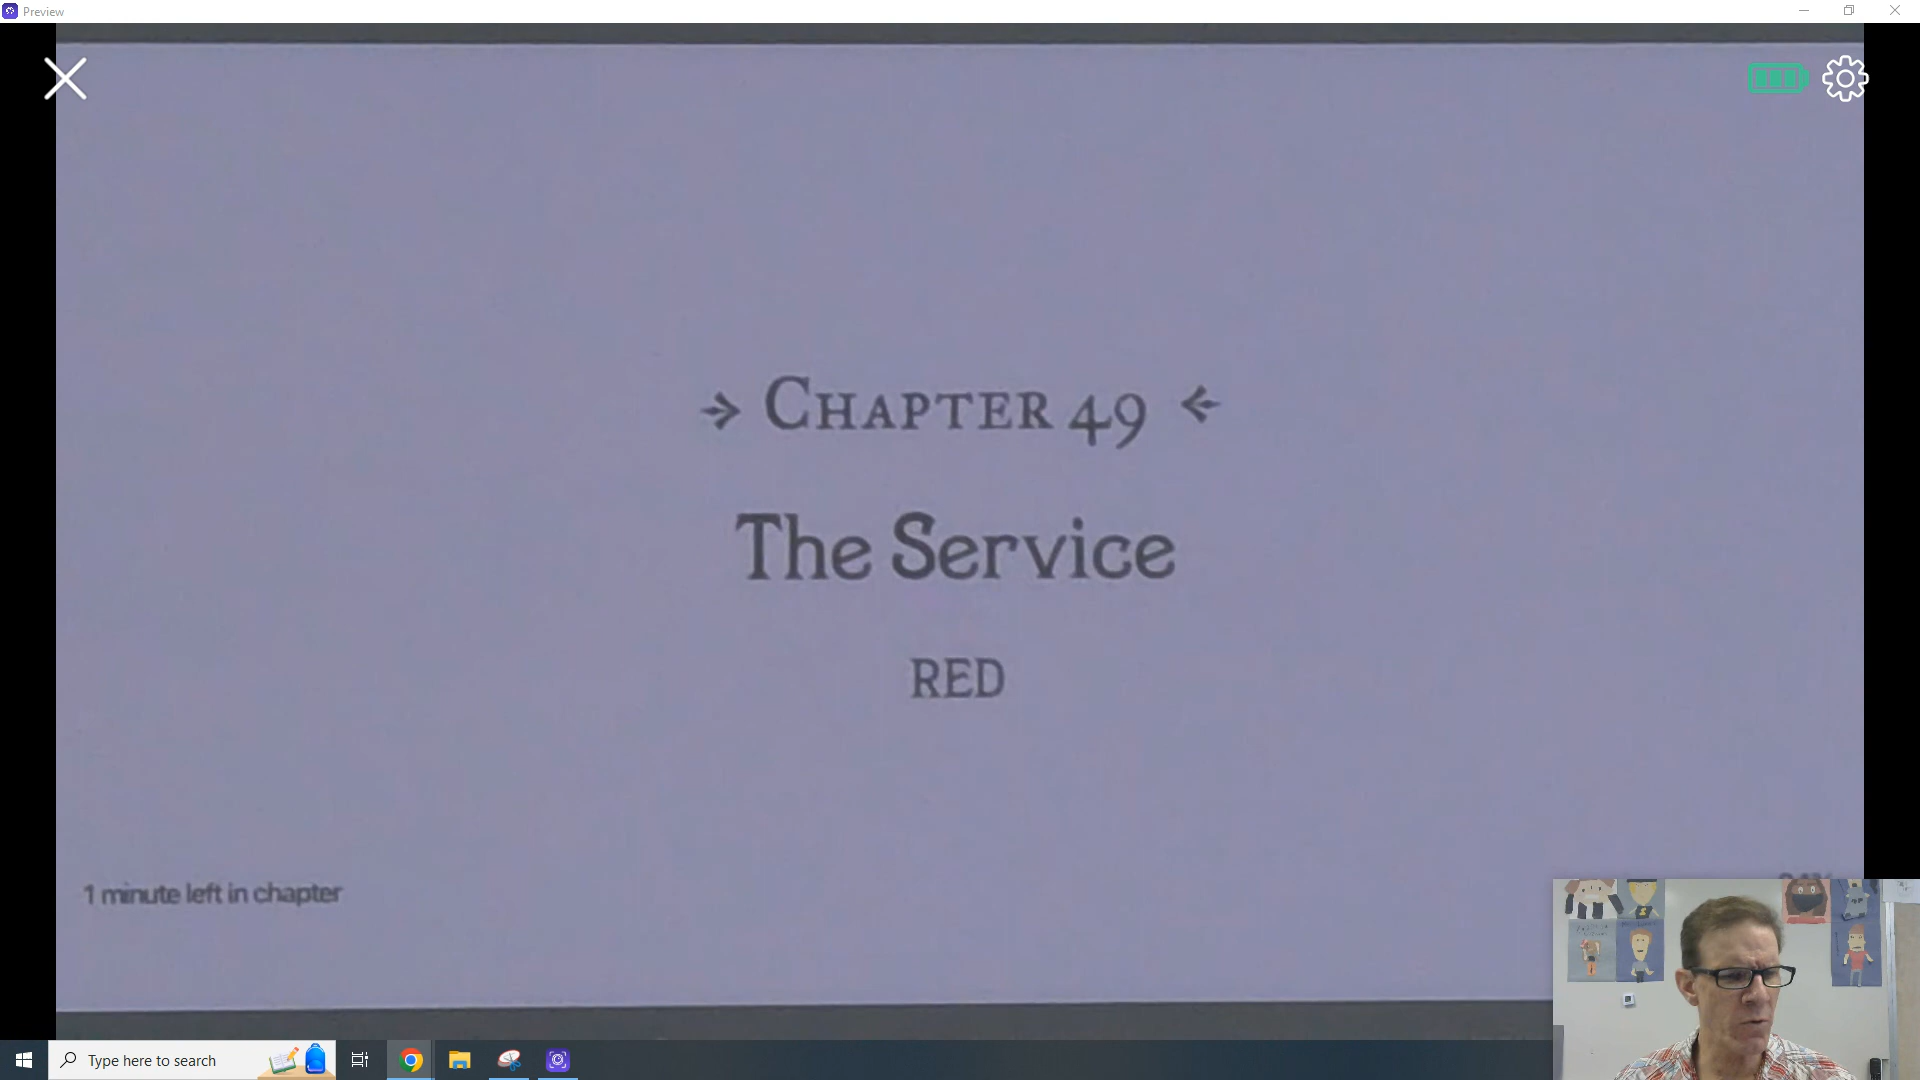 Preview
→ CHAPTER 49 ←
The Service
RED
1 minute left in chapter
Type here to search